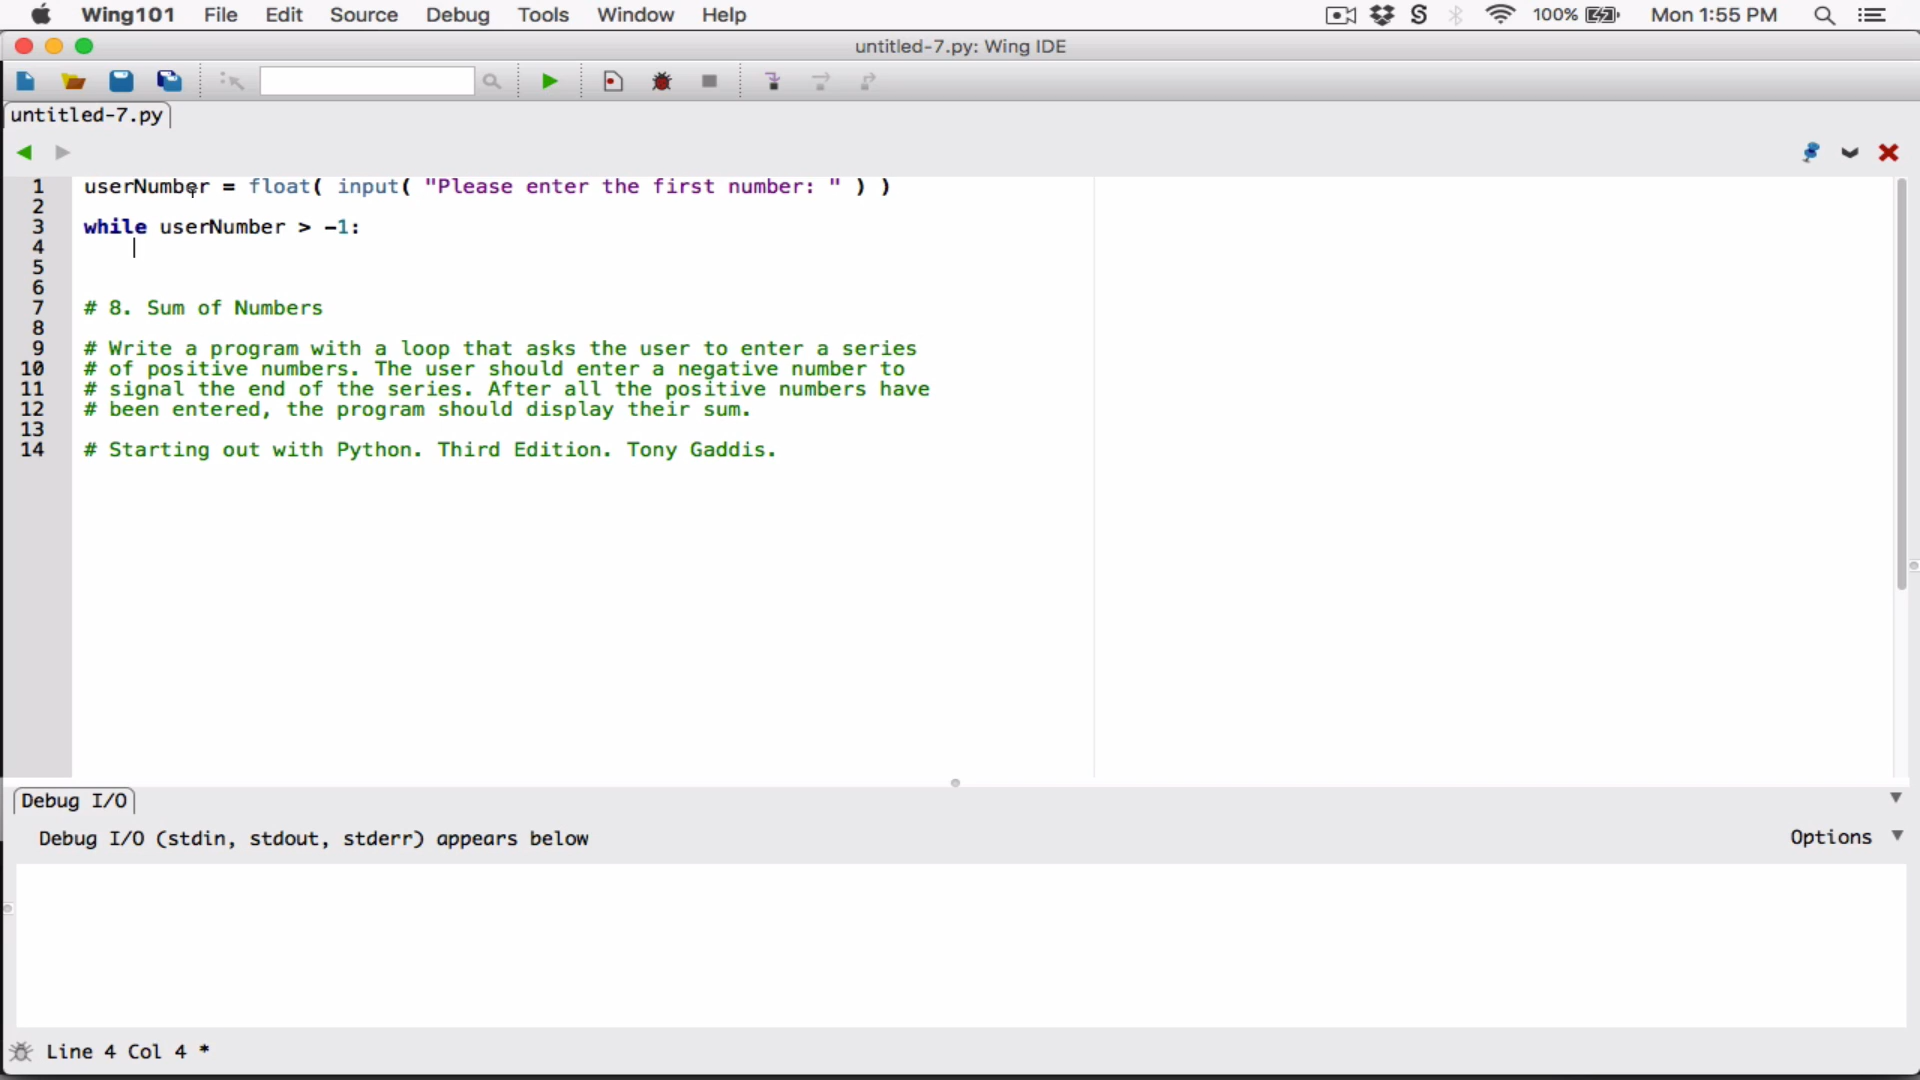 Wing101 File Edit Source Debug Tools Window Help 100% Mon 1:55 PM
untitled-7.py: Wing IDE
untitled-7.py
1 userNumber = float( input( "Please enter the first number: " ) )
2
3 while userNumber > -1:
4
5
6
7 # 8. Sum of Numbers
8
9 # Write a program with a loop that asks the user to enter a series
10 # of positive numbers. The user should enter a negative number to
11 # signal the end of the series. After all the positive numbers have
12 # been entered, the program should display their sum.
13
14 # Starting out with Python. Third Edition. Tony Gaddis.
Debug I/O
Debug I/O (stdin, stdout, stderr) appears below Options
Line 4 Col 4 *